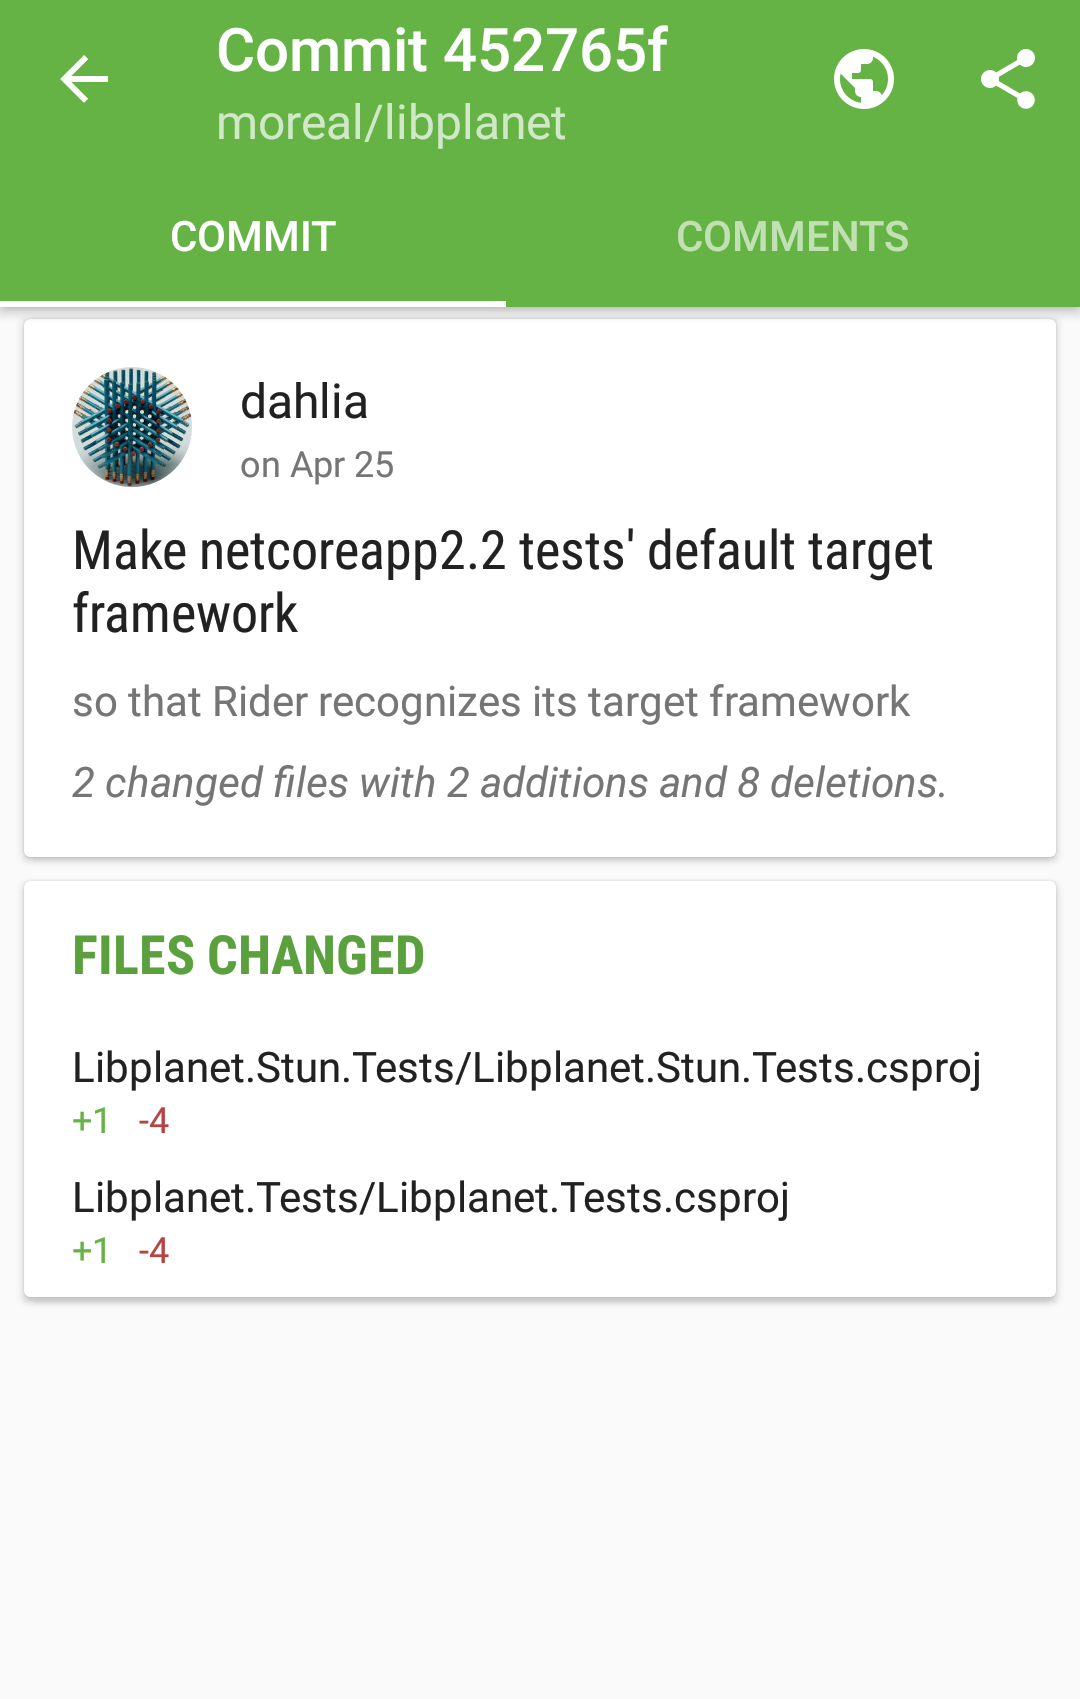 Commit 452765f
moreal/libplanet
COMMIT
COMMENTS
dahlia
on Apr 25
Make netcoreapp2.2 tests' default target
framework
so that Rider recognizes its target framework
2 changed files with 2 additions and 8 deletions.
FILES CHANGED
Libplanet.Stun.Tests/Libplanet.Stun.Tests.csproj
+1 -4
Libplanet.Tests/Libplanet.Tests.csproj
+1 -4